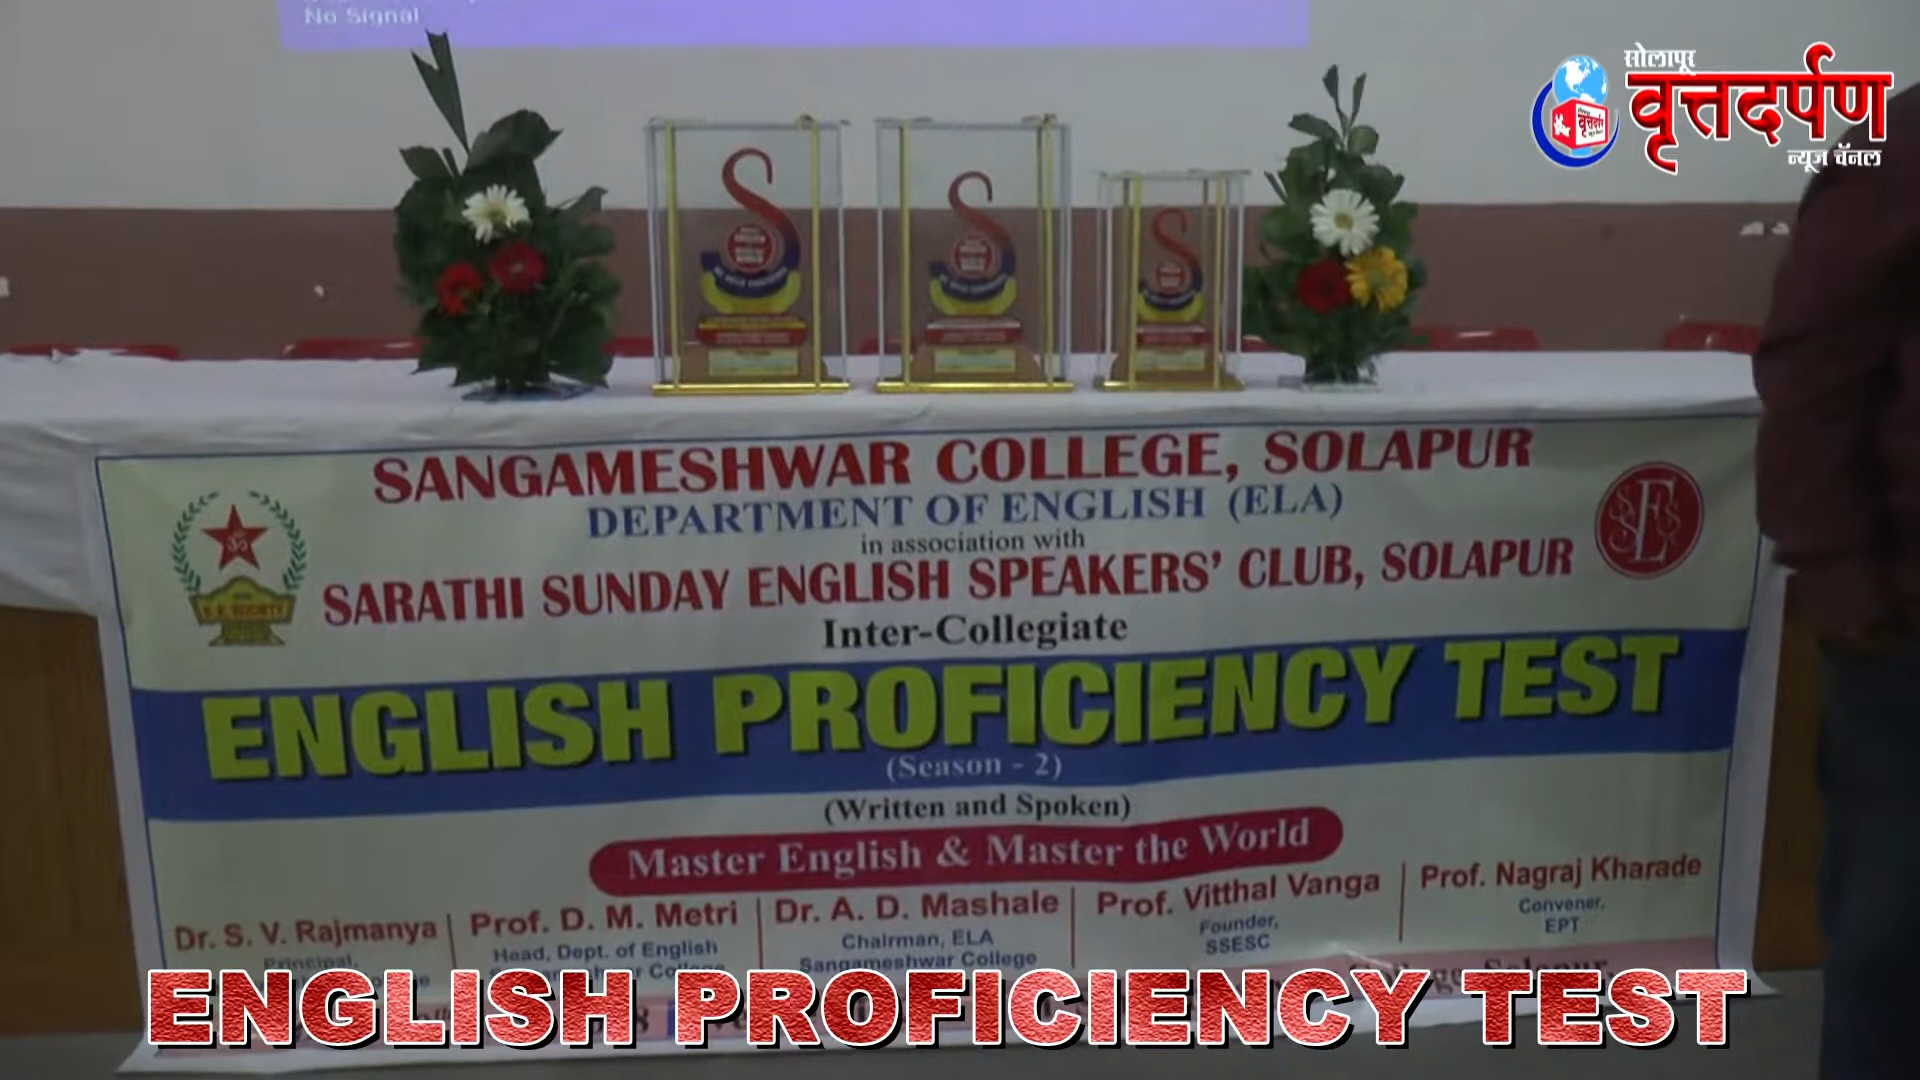 No Signal
सोलापूर
वृत्तदर्पण
न्यूज चॅनल
SANGAMESHWAR COLLEGE, SOLAPUR
DEPARTMENT OF ENGLISH (ELA)
in association with
SARATHI SUNDAY ENGLISH SPEAKERS' CLUB, SOLAPUR
Inter-Collegiate
ENGLISH PROFICIENCY TEST
(Season - 2)
(Written and Spoken)
Master English & Master the World
Dr. S. V. Rajmanya
Principal,
Prof. D. M. Metri
Head, Dept. of English
Dr. A. D. Mashale
Chairman, ELA
Sangameshwar College
Prof. Vitthal Vanga
Founder,
SSESC
Prof. Nagraj Kharade
Convener,
EPT
ENGLISH PROFICIENCY TEST